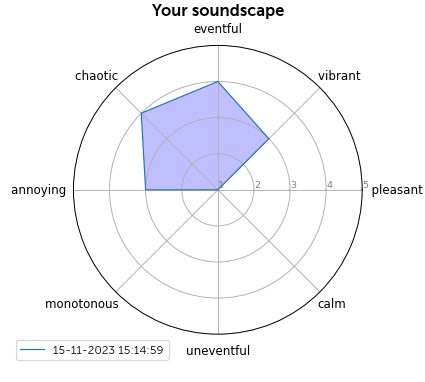 Your soundscape
eventful
chaotic
vibrant
annoying
1 2 3 4 5
pleasant
monotonous
calm
15-11-2023 15:14:59
uneventful